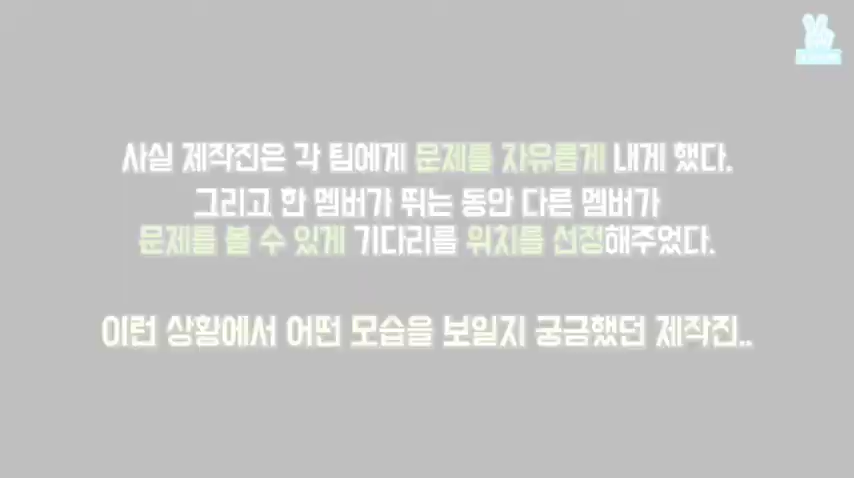 사실 제작진은 각 팀에게 문제를 자유롭게 내게 했다.
그리고 한 멤버가 뛰는 동안 다른 멤버가
문제를 볼 수 있게 기다리를 위치를 선정해주었다.
이런 상황에서 어떤 모습을 보일지 궁금했던 제작진..